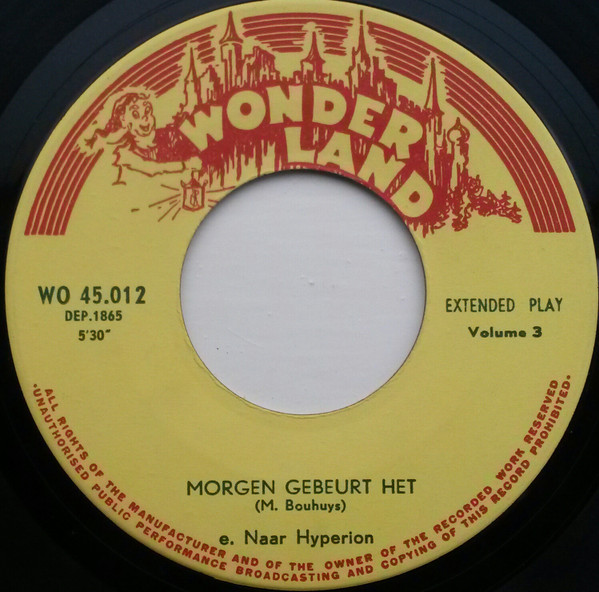 WONDER
LAND
WO 45.012
DEP.1865
5'30"
EXTENDED PLAY
Volume 3
MORGEN GEBEURT HET
(M. Bouhuys)
e. Naar Hyperion
ALL RIGHTS OF THE MANUFACTURER AND OF THE OWNER OF THE RECORDED WORK RESERVED.
·UNAUTHORISED PUBLIC PERFORMANCE BROADCASTING AND COPYING OF THIS RECORD PROHIBITED·